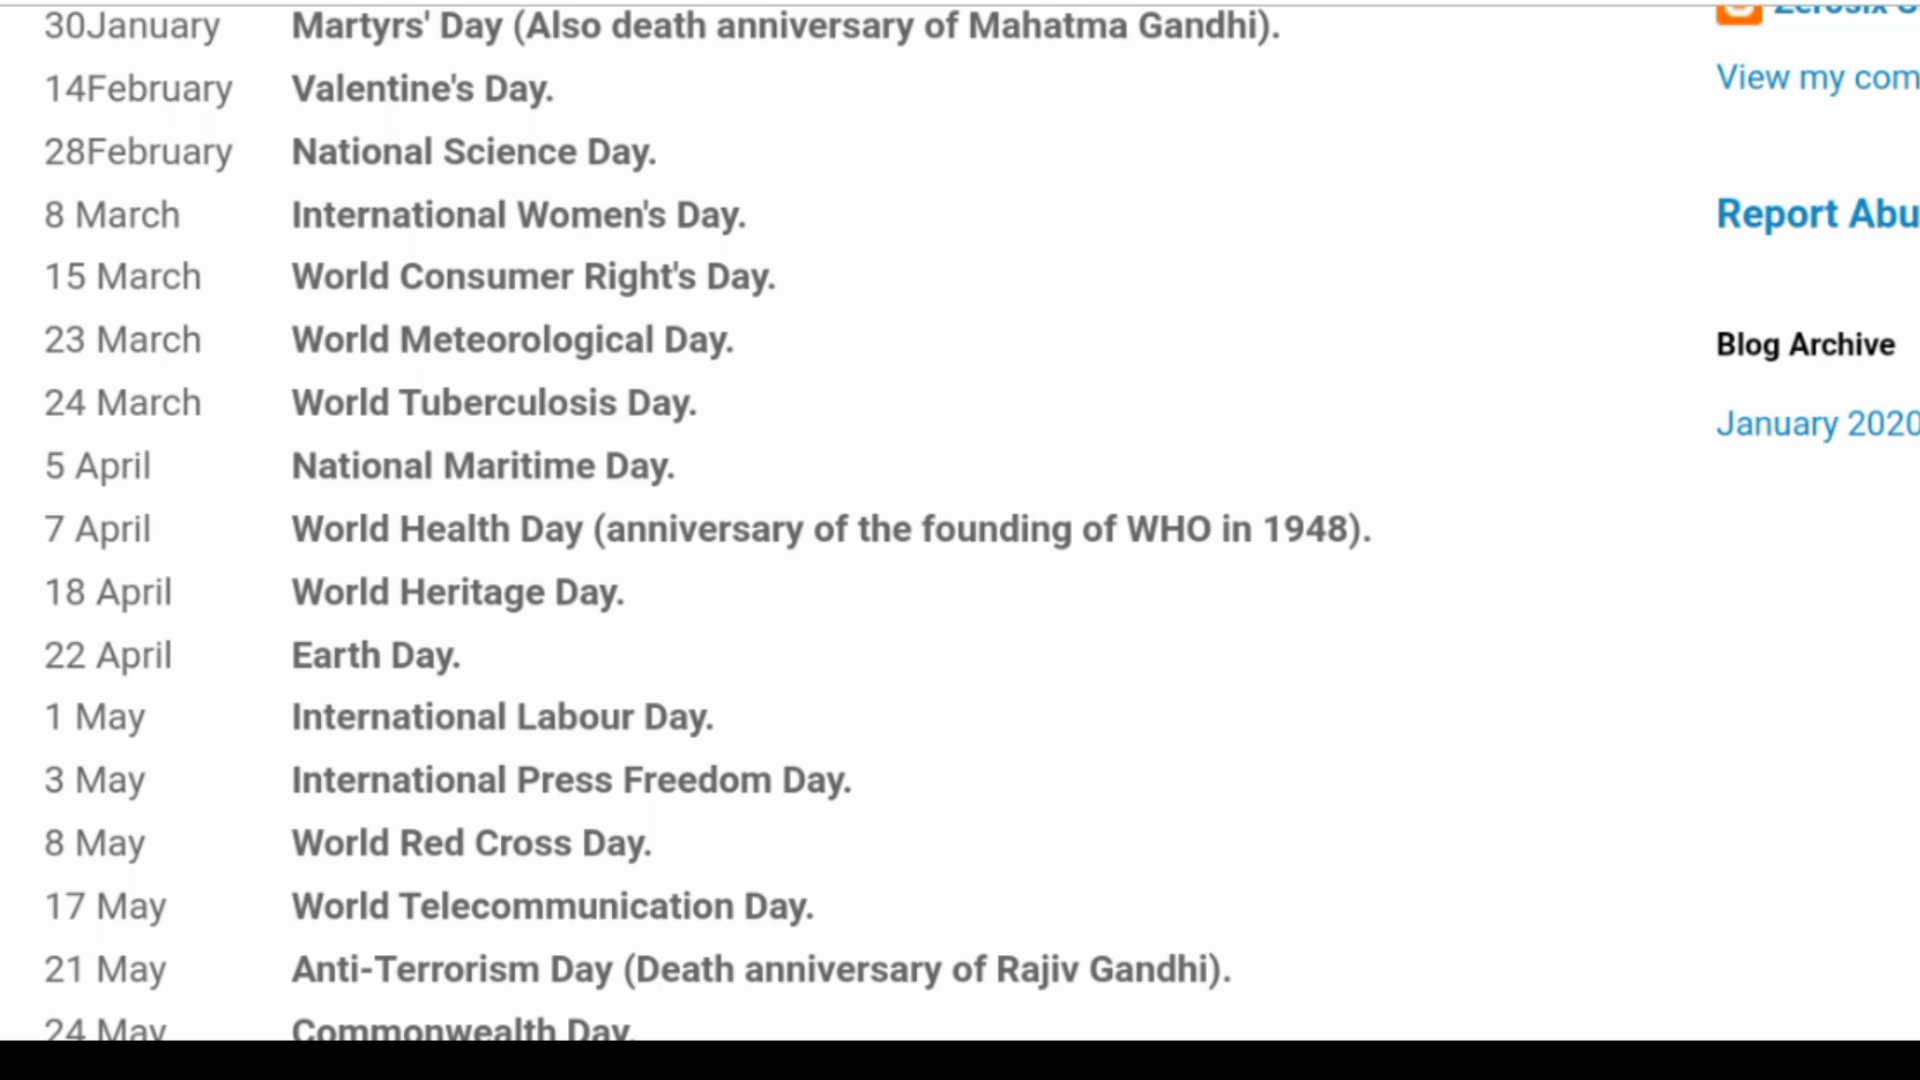 30January Martyrs' Day (Also death anniversary of Mahatma Gandhi).
14February Valentine's Day.
28February National Science Day.
8 March International Women's Day.
15 March World Consumer Right's Day.
23 March World Meteorological Day.
24 March World Tuberculosis Day.
5 April National Maritime Day.
7 April World Health Day (anniversary of the founding of WHO in 1948).
18 April World Heritage Day.
22 April Earth Day.
1 May International Labour Day.
3 May International Press Freedom Day.
8 May World Red Cross Day.
17 May World Telecommunication Day.
21 May Anti-Terrorism Day (Death anniversary of Rajiv Gandhi).
24 May Commonwealth Day.
View my com
Report Abu
Blog Archive
January 2020